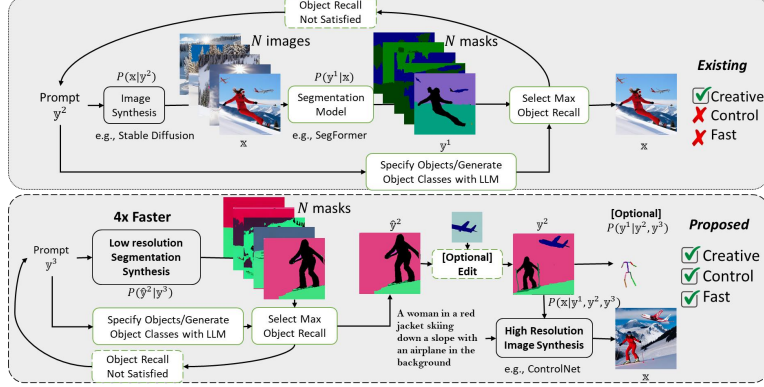 Object Recall
Not Satisfied
N images
N masks
Existing
P(𝕩|𝕪²)
P(𝕪¹|𝕩)
Prompt
𝕪²
Image
Synthesis
Segmentation
Model
Select Max
Object Recall
Creative
Control
Fast
e.g., Stable Diffusion
𝕩
e.g., SegFormer
𝕪¹
𝕩
Specify Objects/Generate
Object Classes with LLM
4x Faster
N masks
ŷ²
𝕪²
[Optional]
P(𝕪¹|𝕪², 𝕪³)
Proposed
Prompt
𝕪³
Low resolution
Segmentation
Synthesis
[Optional]
Edit
Creative
Control
Fast
P(ŷ²|𝕪³)
P(𝕩|𝕪¹, 𝕪², 𝕪³)
Specify Objects/Generate
Object Classes with LLM
Select Max
Object Recall
A woman in a red
jacket skiing
down a slope with
an airplane in the
background
High Resolution
Image Synthesis
e.g., ControlNet
𝕩
Object Recall
Not Satisfied